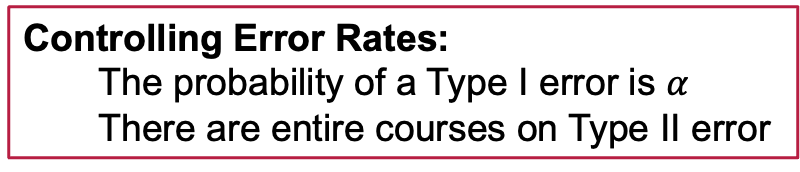 Controlling Error Rates:
The probability of a Type I error is 𝛼
There are entire courses on Type II error